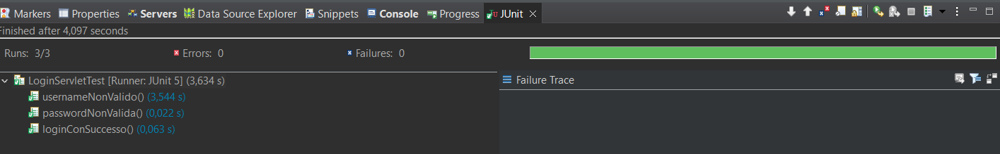 Markers Properties Servers Data Source Explorer Snippets Console Progress JUnit
Finished after 4,097 seconds
Runs: 3/3 Errors: 0 Failures: 0
LoginServletTest [Runner: JUnit 5] (3,634 s)
Failure Trace
usernameNonValido() (3,544 s)
passwordNonValida() (0,022 s)
loginConSuccesso() (0,063 s)